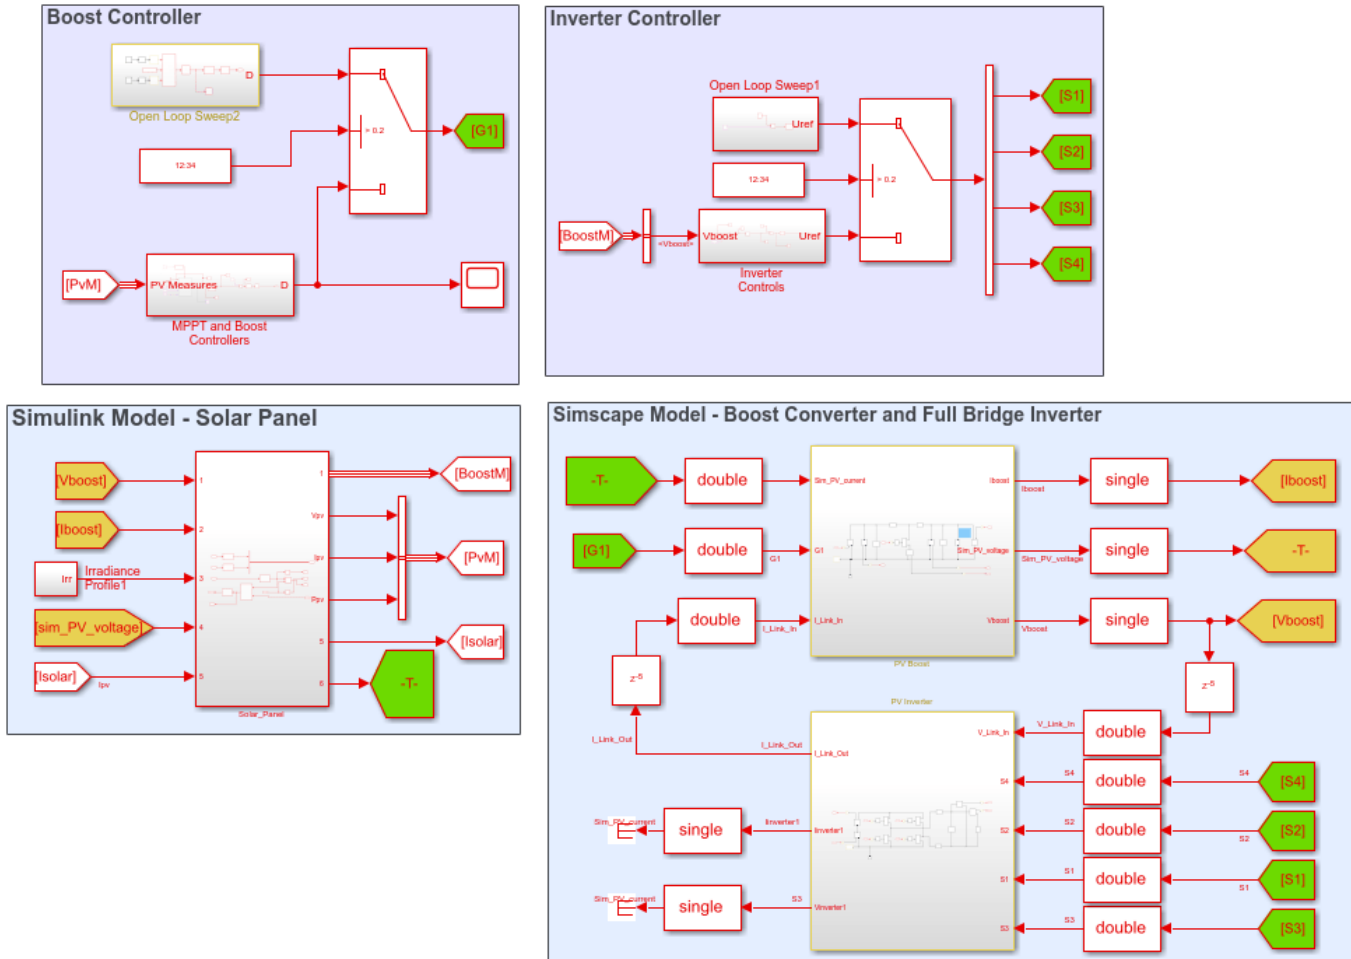 Boost Controller
D
Open Loop Sweep2
= 0.2
[G1]
12:34
[PvM]
PV Measures
D
MPPT and Boost
Controllers
Inverter Controller
Open Loop Sweep1
Uref
12:34
= 0.2
[BoostM]
<Vboost>
Vboost
Uref
Inverter
Controls
[S1]
[S2]
[S3]
[S4]
Simulink Model - Solar Panel
[Vboost]
1
[Iboost]
2
Irr
Irradiance
Profile1
3
[sim_PV_voltage]
4
[Isolar]
Ipv
5
[BoostM]
Vpv
Ipv
Ppv
[PvM]
5
[Isolar]
6
-T-
Solar_Panel
Simscape Model - Boost Converter and Full Bridge Inverter
-T-
double
Sim_PV_current
Iboost
Iboost
single
[Iboost]
[G1]
double
G1
G1
Sim_PV_voltage
Sim_PV_voltage
single
-T-
double
I_Link_In
I_Link_In
Vboost
Vboost
single
[Vboost]
PV Boost
z-5
z-5
PV Inverter
I_Link_Out
I_Link_Out
I_Link_Out
V_Link_In
V_Link_In
double
S4
S4
double
S4
[S4]
Sim_PV_current
single
Iinverter1
Iinverter1
S2
S2
double
S2
[S2]
S1
S1
double
S1
[S1]
Sim_PV_current
single
S3
Vinverter1
S3
S3
double
[S3]